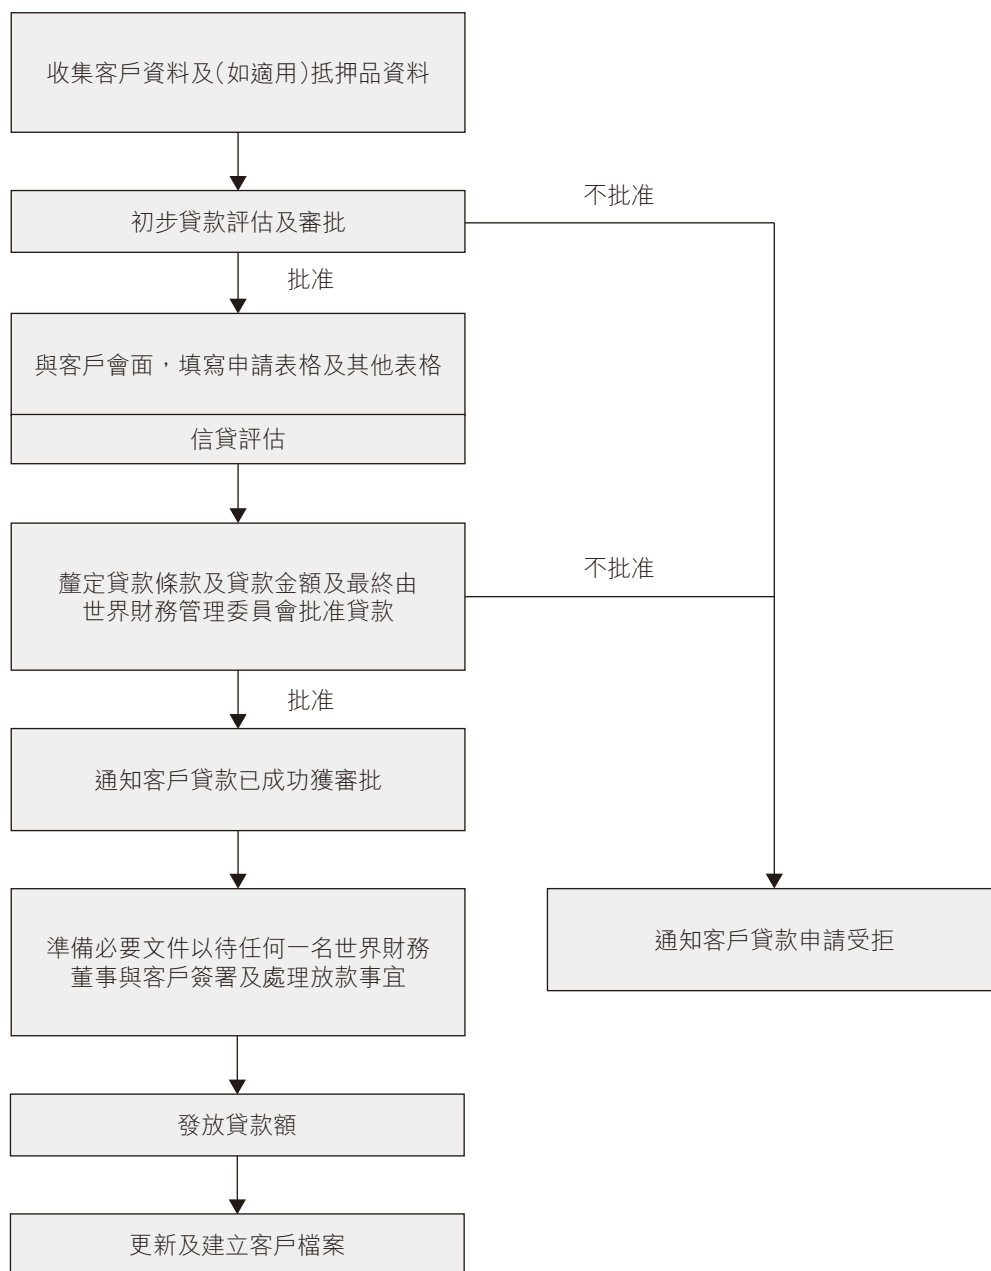 收集客戶資料及(如適用)抵押品資料
初步貸款評估及審批
不批准
批准
與客戶會面，填寫申請表格及其他表格
信貸評估
釐定貸款條款及貸款金額及最終由
世界財務管理委員會批准貸款
不批准
批准
通知客戶貸款已成功獲審批
準備必要文件以待任何一名世界財務
董事與客戶簽署及處理放款事宜
通知客戶貸款申請受拒
發放貸款額
更新及建立客戶檔案